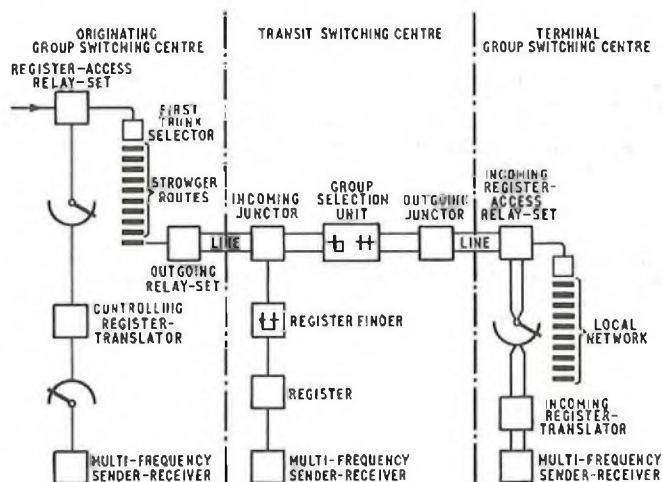 ORIGINATING
GROUP SWITCHING CENTRE
TRANSIT SWITCHING CENTRE
TERMINAL
GROUP SWITCHING CENTRE
REGISTER-ACCESS
RELAY-SET
FIRST
TRUNK
SELECTOR
STROWGER
ROUTES
OUTGOING
RELAY-SET
LINE
CONTROLLING
REGISTER-
TRANSLATOR
MULTI-FREQUENCY
SENDER-RECEIVER
INCOMING
JUNCTOR
GROUP
SELECTION
UNIT
OUTGOING
JUNCTOR
LINE
REGISTER FINDER
REGISTER
MULTI-FREQUENCY
SENDER-RECEIVER
INCOMING
REGISTER-
ACCESS
RELAY-SET
LOCAL
NETWORK
INCOMING
REGISTER-
TRANSLATOR
MULTI-FREQUENCY
SENDER-RECEIVER